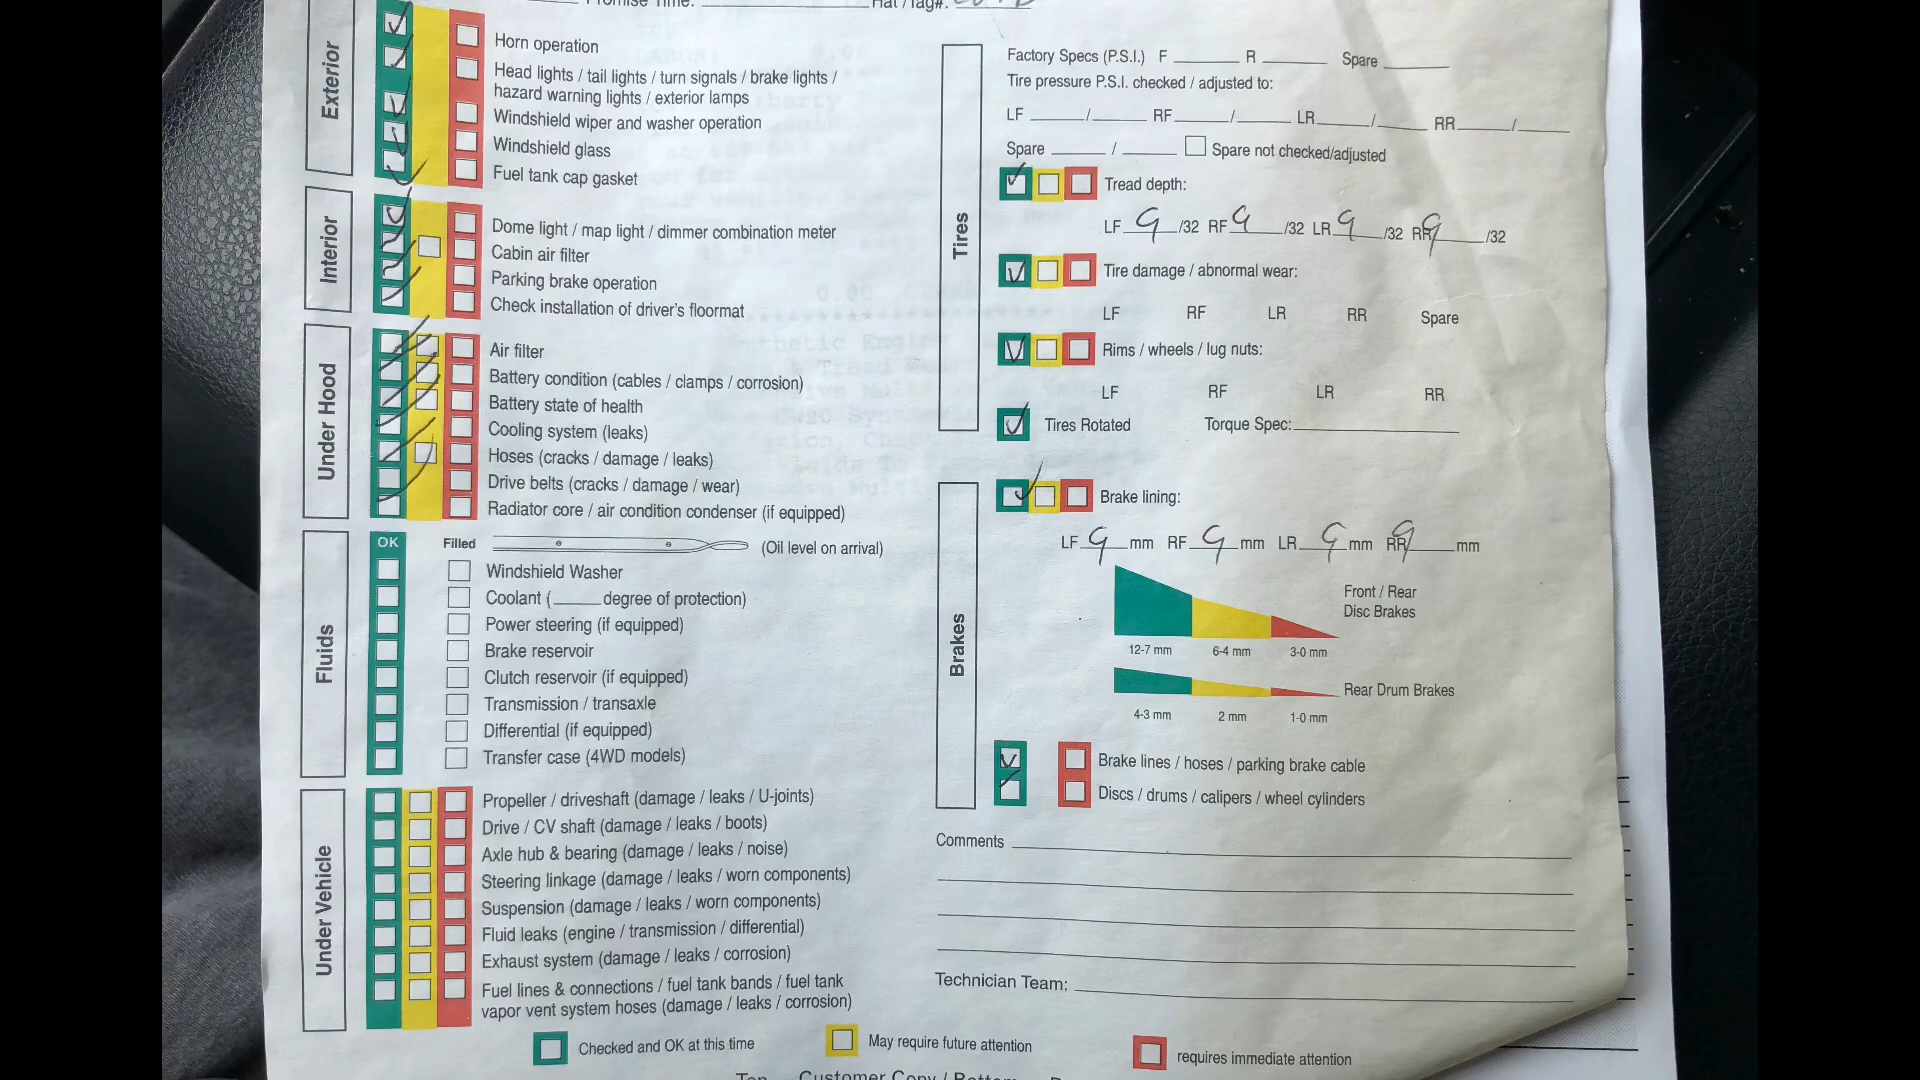 Promise Time: Hat / Tag#:
Exterior
Horn operation
Head lights / tail lights / turn signals / brake lights /
hazard warning lights / exterior lamps
Windshield wiper and washer operation
Windshield glass
Fuel tank cap gasket
Interior
Dome light / map light / dimmer combination meter
Cabin air filter
Parking brake operation
Check installation of driver's floormat
Under Hood
Air filter
Battery condition (cables / clamps / corrosion)
Battery state of health
Cooling system (leaks)
Hoses (cracks / damage / leaks)
Drive belts (cracks / damage / wear)
Radiator core / air condition condenser (if equipped)
Fluids
OK Filled (Oil level on arrival)
Windshield Washer
Coolant ( _____ degree of protection)
Power steering (if equipped)
Brake reservoir
Clutch reservoir (if equipped)
Transmission / transaxle
Differential (if equipped)
Transfer case (4WD models)
Under Vehicle
Propeller / driveshaft (damage / leaks / U-joints)
Drive / CV shaft (damage / leaks / boots)
Axle hub & bearing (damage / leaks / noise)
Steering linkage (damage / leaks / worn components)
Suspension (damage / leaks / worn components)
Fluid leaks (engine / transmission / differential)
Exhaust system (damage / leaks / corrosion)
Fuel lines & connections / fuel tank bands / fuel tank
vapor vent system hoses (damage / leaks / corrosion)
Tires
Factory Specs (P.S.I.) F ______ R ______ Spare ______
Tire pressure P.S.I. checked / adjusted to:
LF _____/_____ RF _____/_____ LR _____/_____ RR _____/_____
Spare _____ / _____ Spare not checked/adjusted
Tread depth:
LF 9 /32 RF 9 /32 LR 9 /32 RR 9 /32
Tire damage / abnormal wear:
LF RF LR RR Spare
Rims / wheels / lug nuts:
LF RF LR RR
Tires Rotated Torque Spec:
Brakes
Brake lining:
LF 9 mm RF 9 mm LR 9 mm RR 9 mm
Front / Rear
Disc Brakes
12-7 mm 6-4 mm 3-0 mm
Rear Drum Brakes
4-3 mm 2 mm 1-0 mm
Brake lines / hoses / parking brake cable
Discs / drums / calipers / wheel cylinders
Comments
Technician Team:
Checked and OK at this time May require future attention requires immediate attention
Customer Copy /